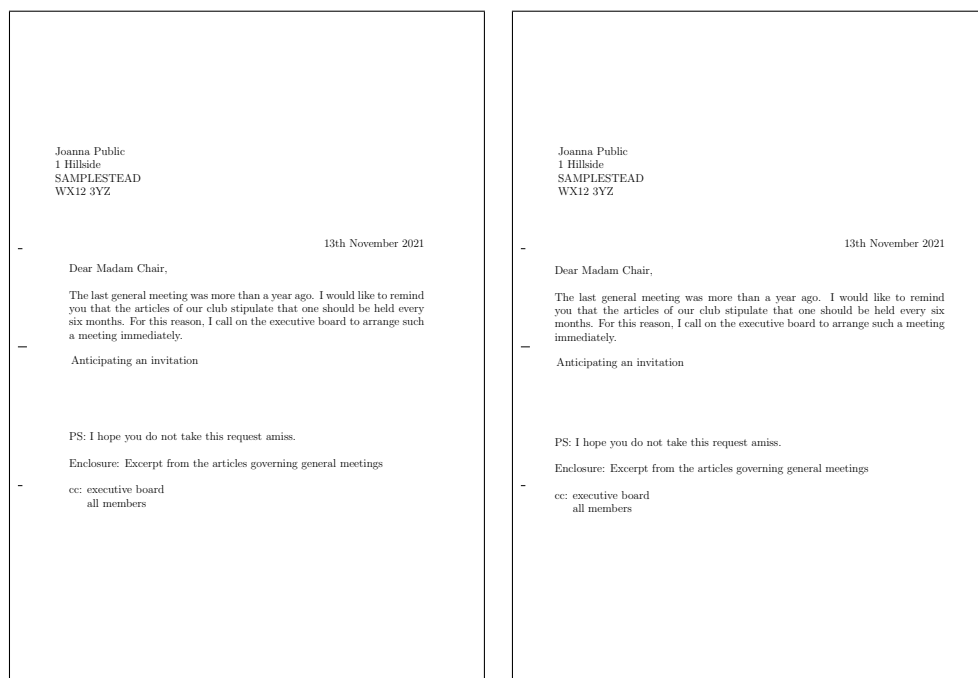 Joanna Public
1 Hillside
SAMPLESTEAD
WX12 3YZ
13th November 2021
Dear Madam Chair,
The last general meeting was more than a year ago. I would like to remind
you that the articles of our club stipulate that one should be held every
six months. For this reason, I call on the executive board to arrange such
a meeting immediately.
Anticipating an invitation
PS: I hope you do not take this request amiss.
Enclosure: Excerpt from the articles governing general meetings
cc: executive board
all members
Joanna Public
1 Hillside
SAMPLESTEAD
WX12 3YZ
13th November 2021
Dear Madam Chair,
The last general meeting was more than a year ago. I would like to remind
you that the articles of our club stipulate that one should be held every six
months. For this reason, I call on the executive board to arrange such a meeting
immediately.
Anticipating an invitation
PS: I hope you do not take this request amiss.
Enclosure: Excerpt from the articles governing general meetings
cc: executive board
all members